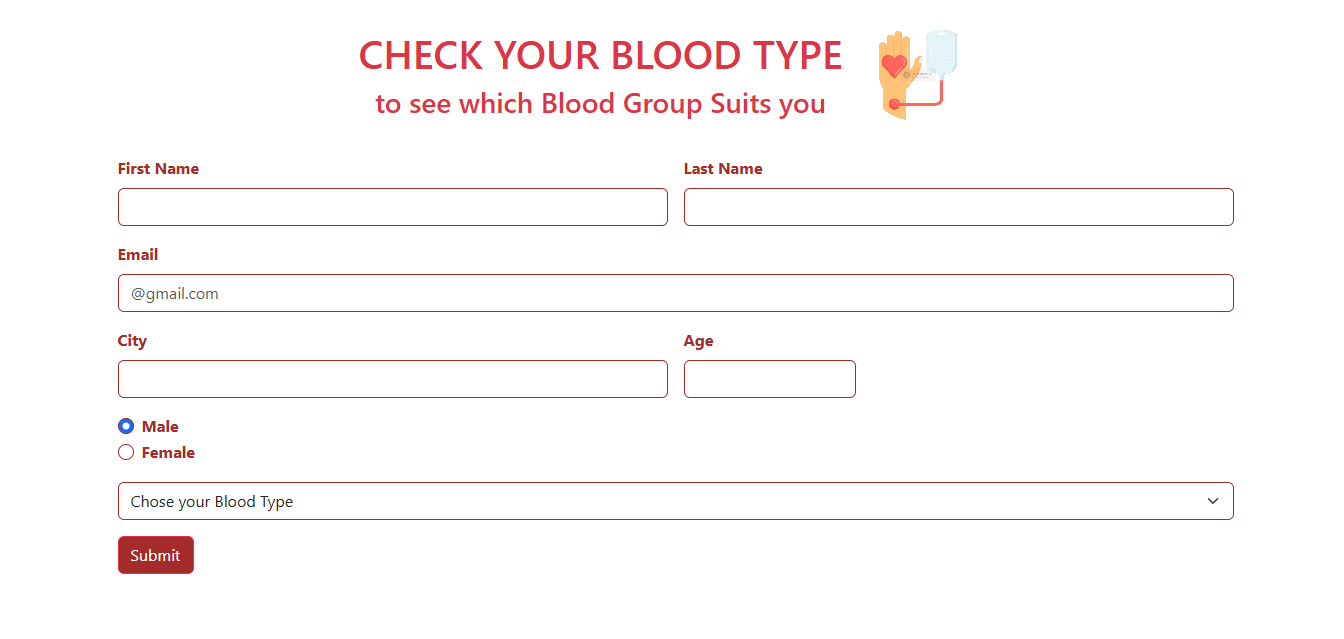 CHECK YOUR BLOOD TYPE
to see which Blood Group Suits you
First Name Last Name
Email
@gmail.com
City Age
Male
Female
Chose your Blood Type
Submit